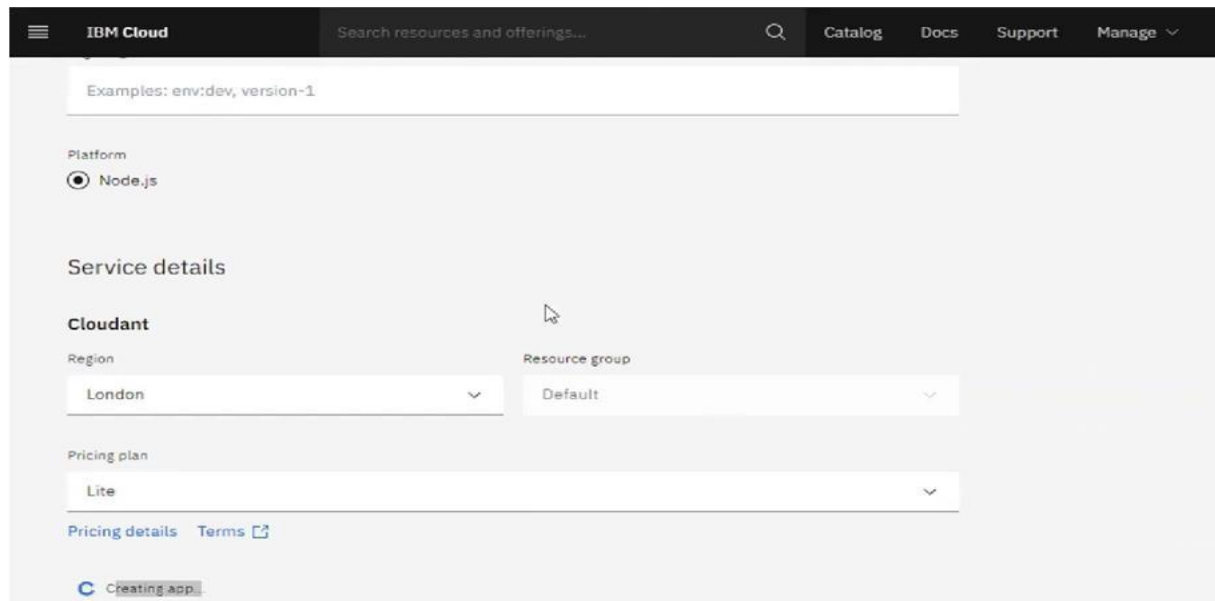 IBM Cloud Search resources and offerings... Catalog Docs Support Manage
Examples: env:dev, version-1
Platform
Node.js
Service details
Cloudant
Region Resource group
London Default
Pricing plan
Lite
Pricing details Terms
Creating app...